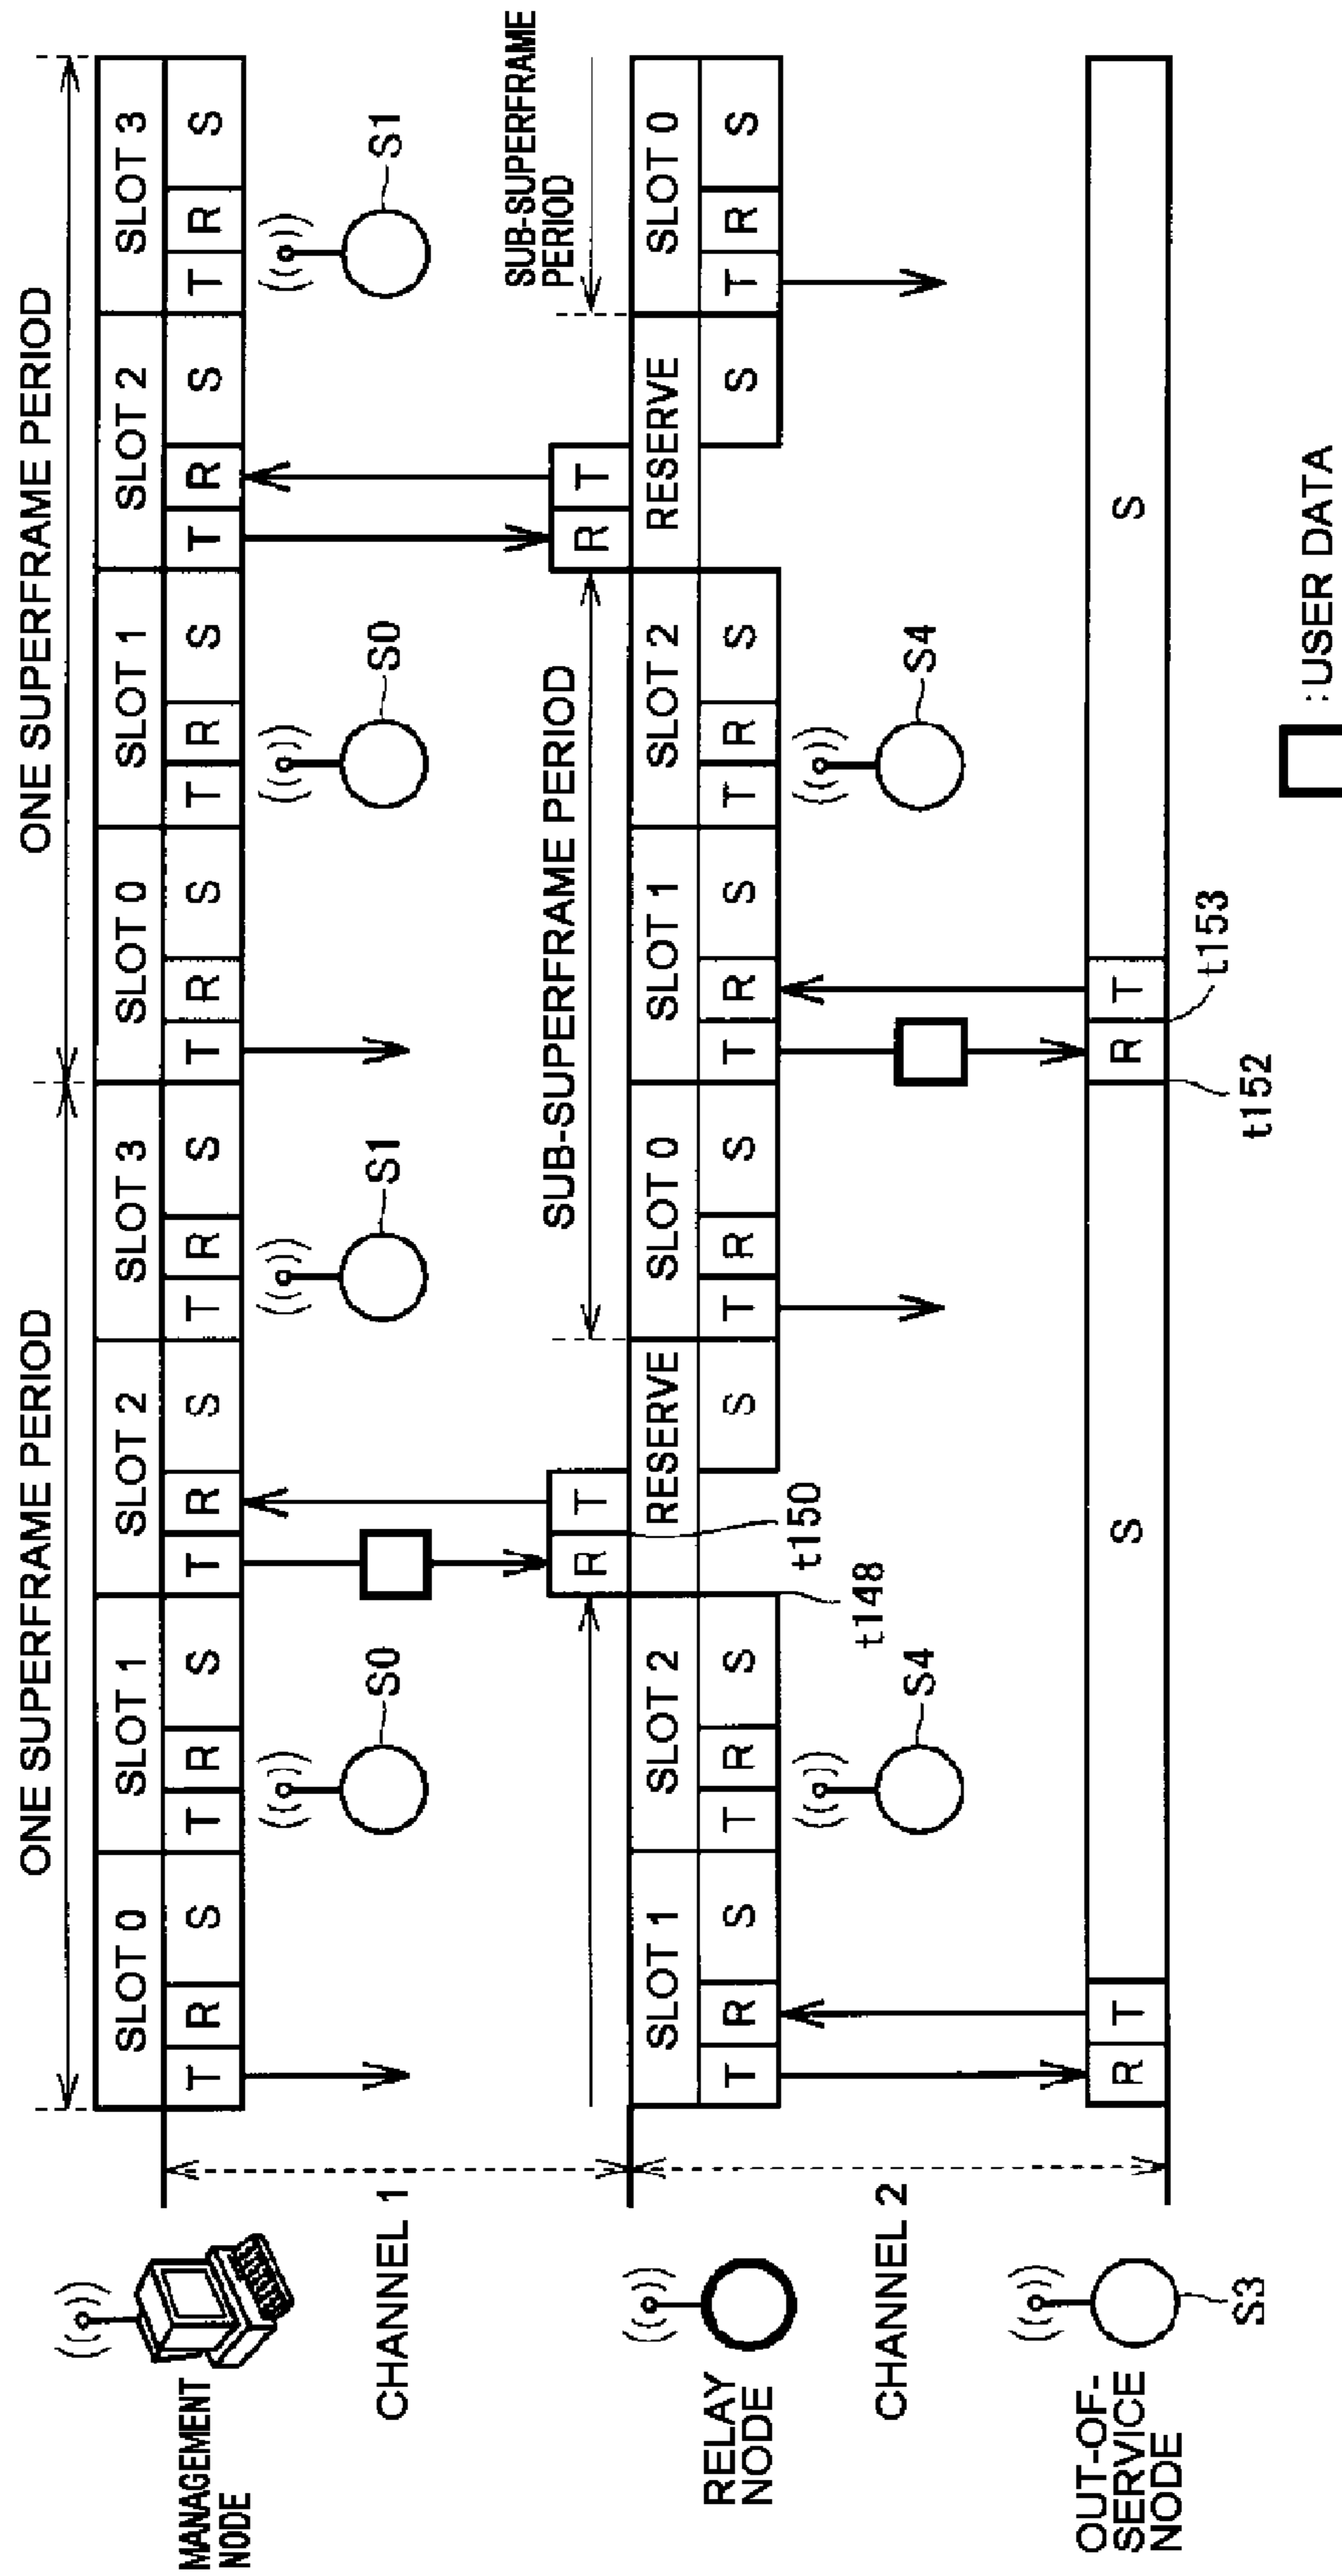 ONE SUPERFRAME PERIOD
ONE SUPERFRAME PERIOD
SLOT 0
SLOT 1
SLOT 2
SLOT 3
SLOT 0
SLOT 1
SLOT 2
SLOT 3
T R S T R S T R S T R S T R S T R S T R S T R S
MANAGEMENT
NODE
CHANNEL 1
S0
S1
S0
S1
SUB-SUPERFRAME PERIOD
SUB-SUPERFRAME
PERIOD
R T
R T
RELAY
NODE
SLOT 1
SLOT 2
RESERVE
SLOT 0
SLOT 1
SLOT 2
RESERVE
SLOT 0
T R S T R S S T R S T R S T R S S T R S
t148
t150
CHANNEL 2
S4
S4
OUT-OF-
SERVICE
NODE
S3
R T S R T S
t152
t153
: USER DATA